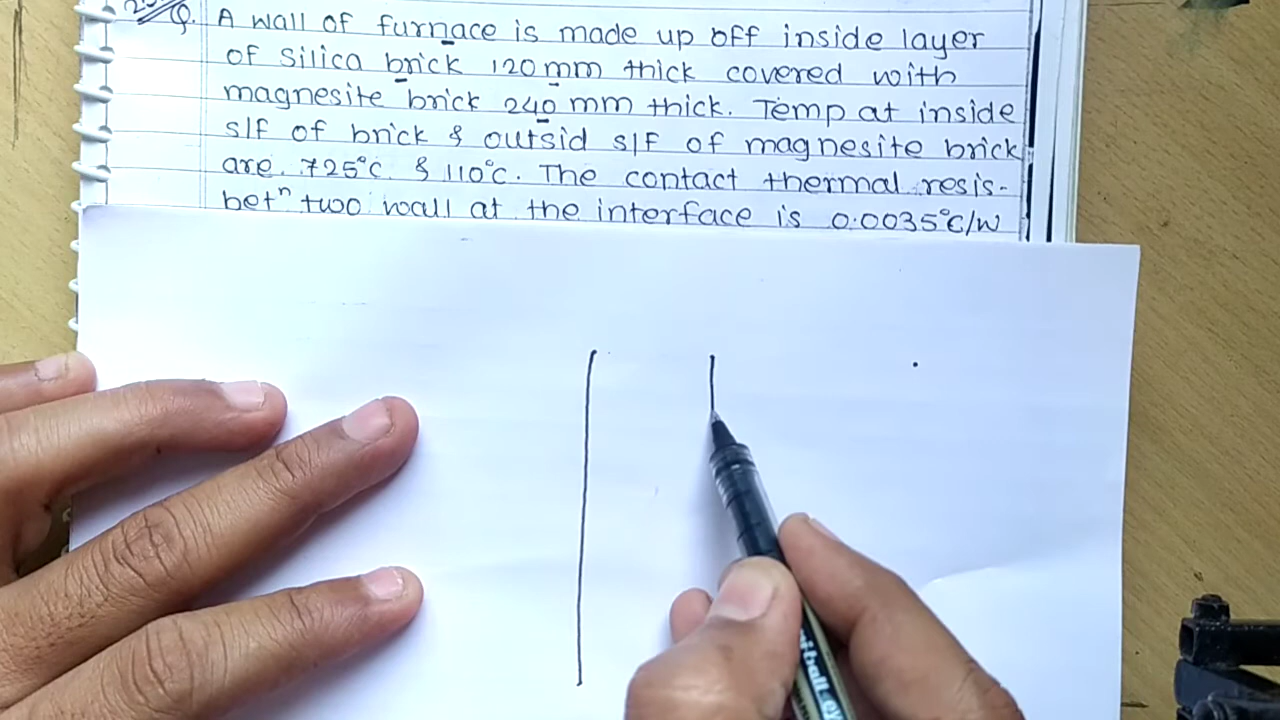 Q. A wall of furnace is made up off inside layer
of Silica brick 120mm thick covered with
magnesite brick 240 mm thick. Temp at inside
s/f of brick & outsid s/f of magnesite brick
are. 725°C & 110°C. The contact thermal resis-
betⁿ two wall at the interface is 0.0035°C/W